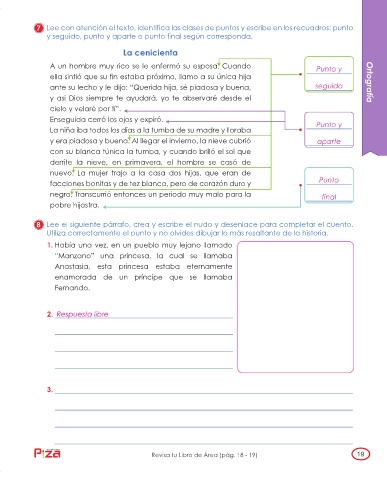 7 Lee con atención el texto, identifica las clases de puntos y escribe en los recuadros: punto
y seguido, punto y aparte o punto final según corresponda.
La cenicienta
A un hombre muy rico se le enfermó su esposa. Cuando
ella sintió que su fin estaba próximo, llamo a su única hija
ante su lecho y le dijo: “Querida hija, sé piadosa y buena,
y así Dios siempre te ayudará, yo te observaré desde el
cielo y velaré por ti”.
Enseguida cerró los ojos y expiró.
La niña iba todos los días a la tumba de su madre y lloraba
y era piadosa y buena. Al llegar el invierno, la nieve cubrió
con su blanca túnica la tumba, y cuando brilló el sol que
derrite la nieve, en primavera, el hombre se casó de
nuevo. La mujer trajo a la casa dos hijas, que eran de
facciones bonitas y de tez blanca, pero de corazón duro y
negro. Transcurrió entonces un periodo muy malo para la
pobre hijastra.
Punto y
seguido
Punto y
aparte
Punto
final
Ortografía
8 Lee el siguiente párrafo, crea y escribe el nudo y desenlace para completar el cuento.
Utiliza correctamente el punto y no olvides dibujar lo más resaltante de la historia.
1. Había una vez, en un pueblo muy lejano llamado
“Manzano” una princesa, la cual se llamaba
Anastasia, esta princesa estaba eternamente
enamorada de un príncipe que se llamaba
Fernando.
2. Respuesta libre
3.
Revisa tu Libro de Área (pág. 18 - 19)
19